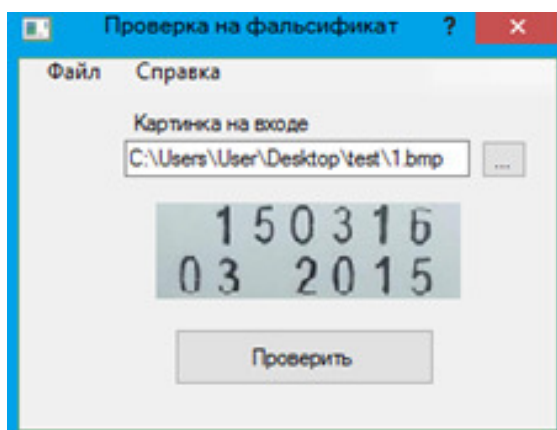 Проверка на фальсификат ? ×
Файл Справка
Картинка на входе
C:\Users\User\Desktop\test\1.bmp ...
150316
03 2015
Проверить